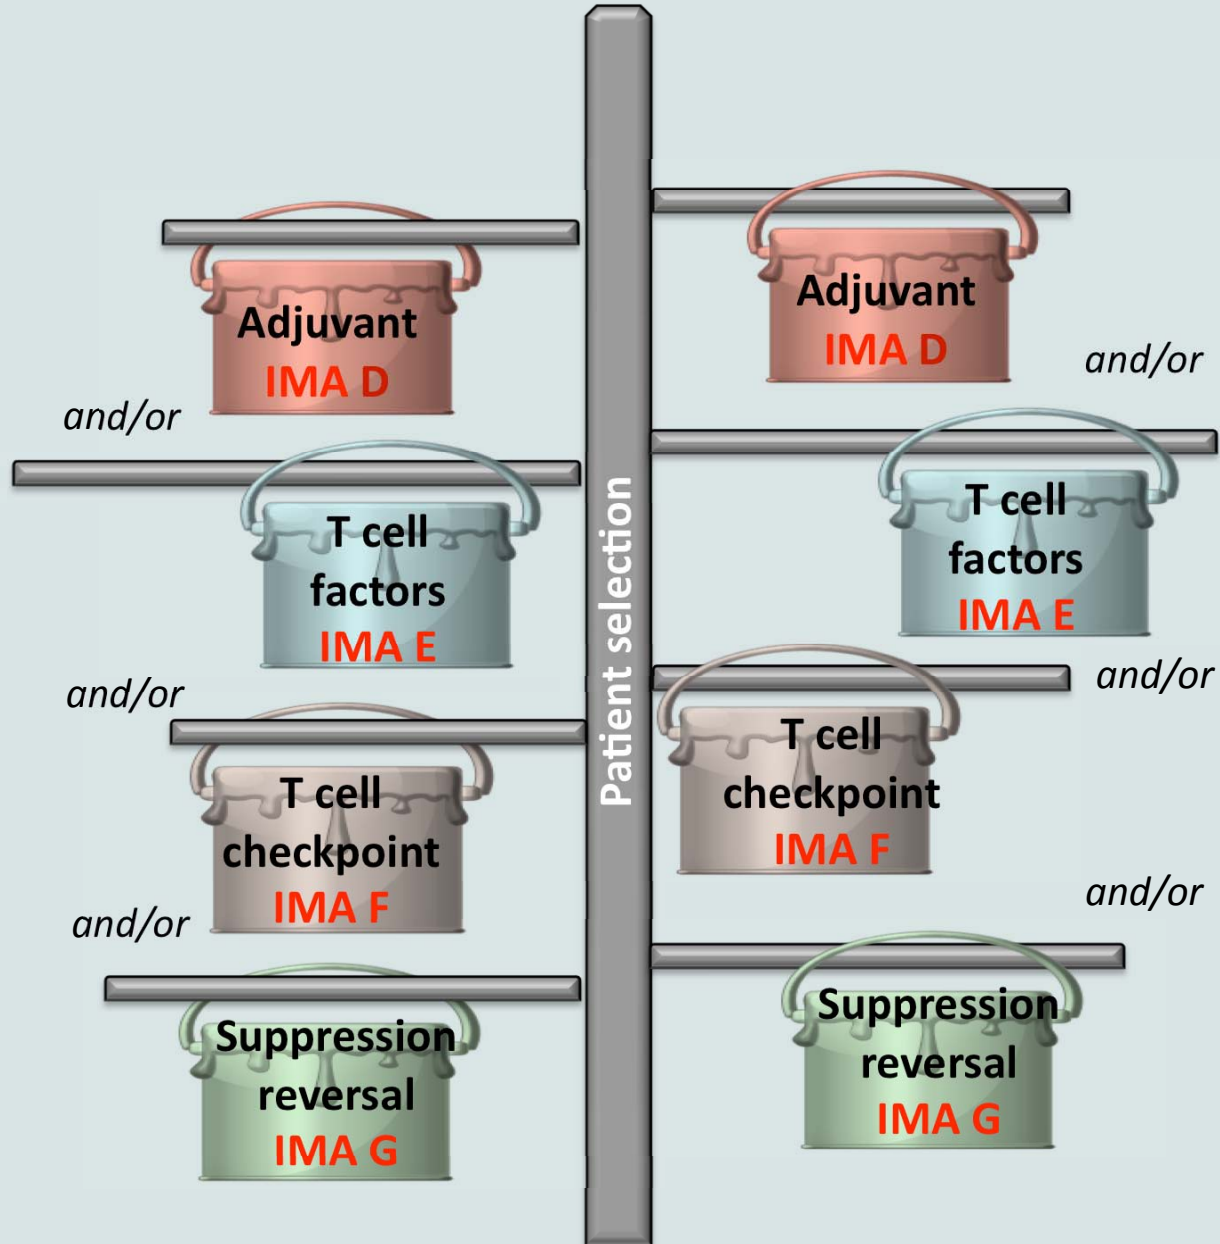 Adjuvant
IMA D
and/or
T cell
factors
IMA E
and/or
T cell
checkpoint
IMA F
and/or
Suppression
reversal
IMA G
Patient selection
Adjuvant
IMA D
and/or
T cell
factors
IMA E
and/or
T cell
checkpoint
IMA F
and/or
Suppression
reversal
IMA G